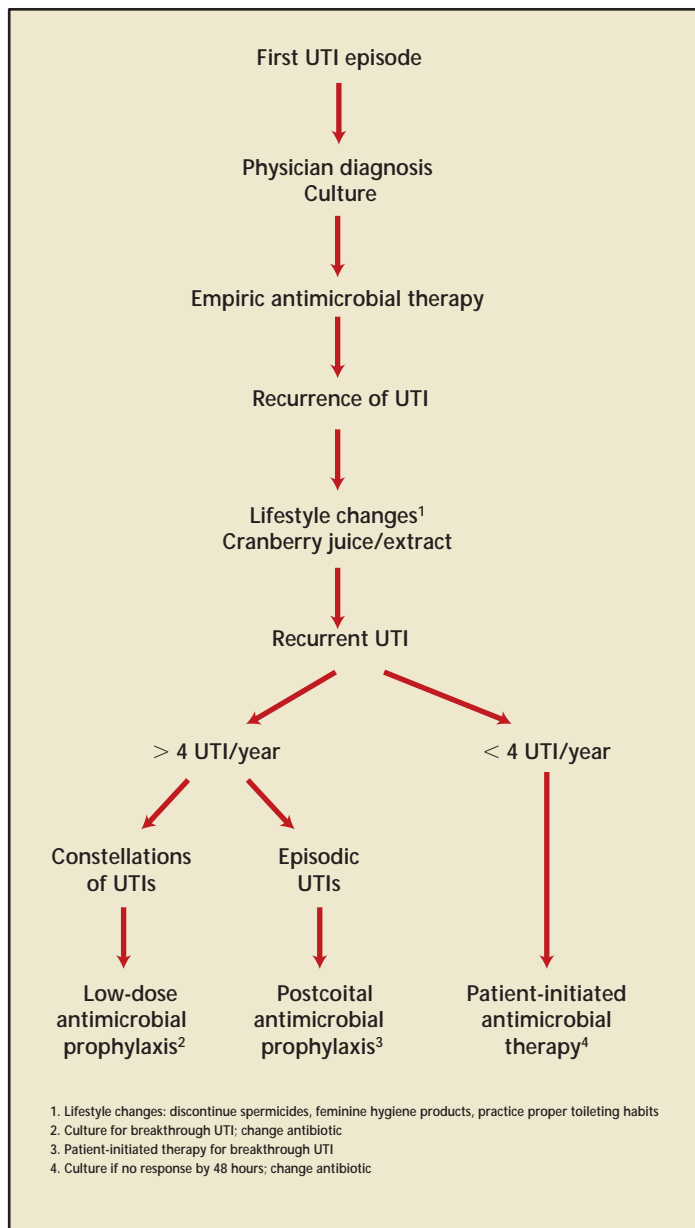 First UTI episode
Physician diagnosis
Culture
Empiric antimicrobial therapy
Recurrence of UTI
Lifestyle changes¹
Cranberry juice/extract
Recurrent UTI
> 4 UTI/year
< 4 UTI/year
Constellations
of UTIs
Episodic
UTIs
Low-dose
antimicrobial
prophylaxis²
Postcoital
antimicrobial
prophylaxis³
Patient-initiated
antimicrobial
therapy⁴
1. Lifestyle changes: discontinue spermicides, feminine hygiene products, practice proper toileting habits
2. Culture for breakthrough UTI; change antibiotic
3. Patient-initiated therapy for breakthrough UTI
4. Culture if no response by 48 hours; change antibiotic